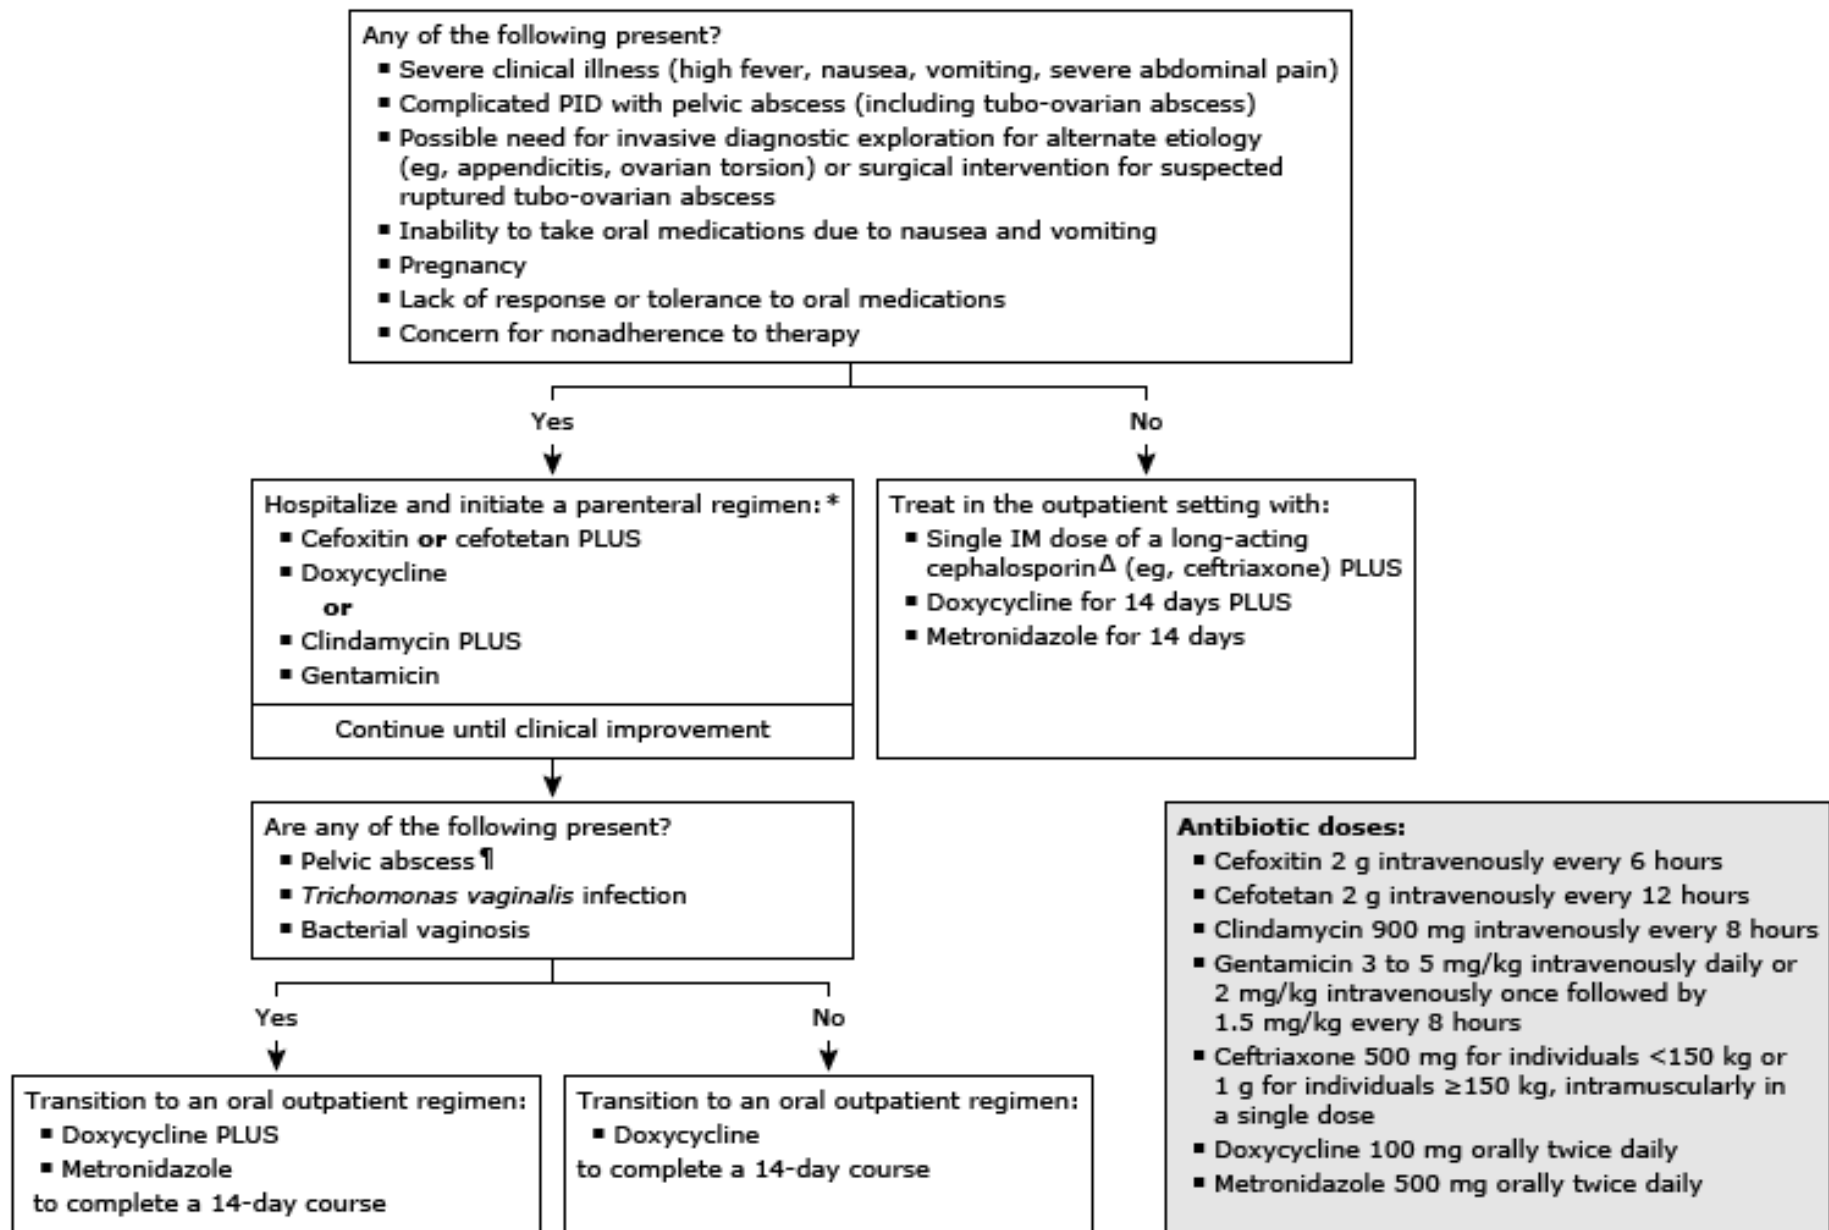 Any of the following present?
▪ Severe clinical illness (high fever, nausea, vomiting, severe abdominal pain)
▪ Complicated PID with pelvic abscess (including tubo-ovarian abscess)
▪ Possible need for invasive diagnostic exploration for alternate etiology
(eg, appendicitis, ovarian torsion) or surgical intervention for suspected
ruptured tubo-ovarian abscess
▪ Inability to take oral medications due to nausea and vomiting
▪ Pregnancy
▪ Lack of response or tolerance to oral medications
▪ Concern for nonadherence to therapy
Yes
No
Hospitalize and initiate a parenteral regimen:*
▪ Cefoxitin or cefotetan PLUS
▪ Doxycycline
or
▪ Clindamycin PLUS
▪ Gentamicin
Continue until clinical improvement
Treat in the outpatient setting with:
▪ Single IM dose of a long-acting
cephalosporinΔ (eg, ceftriaxone) PLUS
▪ Doxycycline for 14 days PLUS
▪ Metronidazole for 14 days
Are any of the following present?
▪ Pelvic abscess¶
▪ Trichomonas vaginalis infection
▪ Bacterial vaginosis
Yes
No
Transition to an oral outpatient regimen:
▪ Doxycycline PLUS
▪ Metronidazole
to complete a 14-day course
Transition to an oral outpatient regimen:
▪ Doxycycline
to complete a 14-day course
Antibiotic doses:
▪ Cefoxitin 2 g intravenously every 6 hours
▪ Cefotetan 2 g intravenously every 12 hours
▪ Clindamycin 900 mg intravenously every 8 hours
▪ Gentamicin 3 to 5 mg/kg intravenously daily or
2 mg/kg intravenously once followed by
1.5 mg/kg every 8 hours
▪ Ceftriaxone 500 mg for individuals <150 kg or
1 g for individuals ≥150 kg, intramuscularly in
a single dose
▪ Doxycycline 100 mg orally twice daily
▪ Metronidazole 500 mg orally twice daily